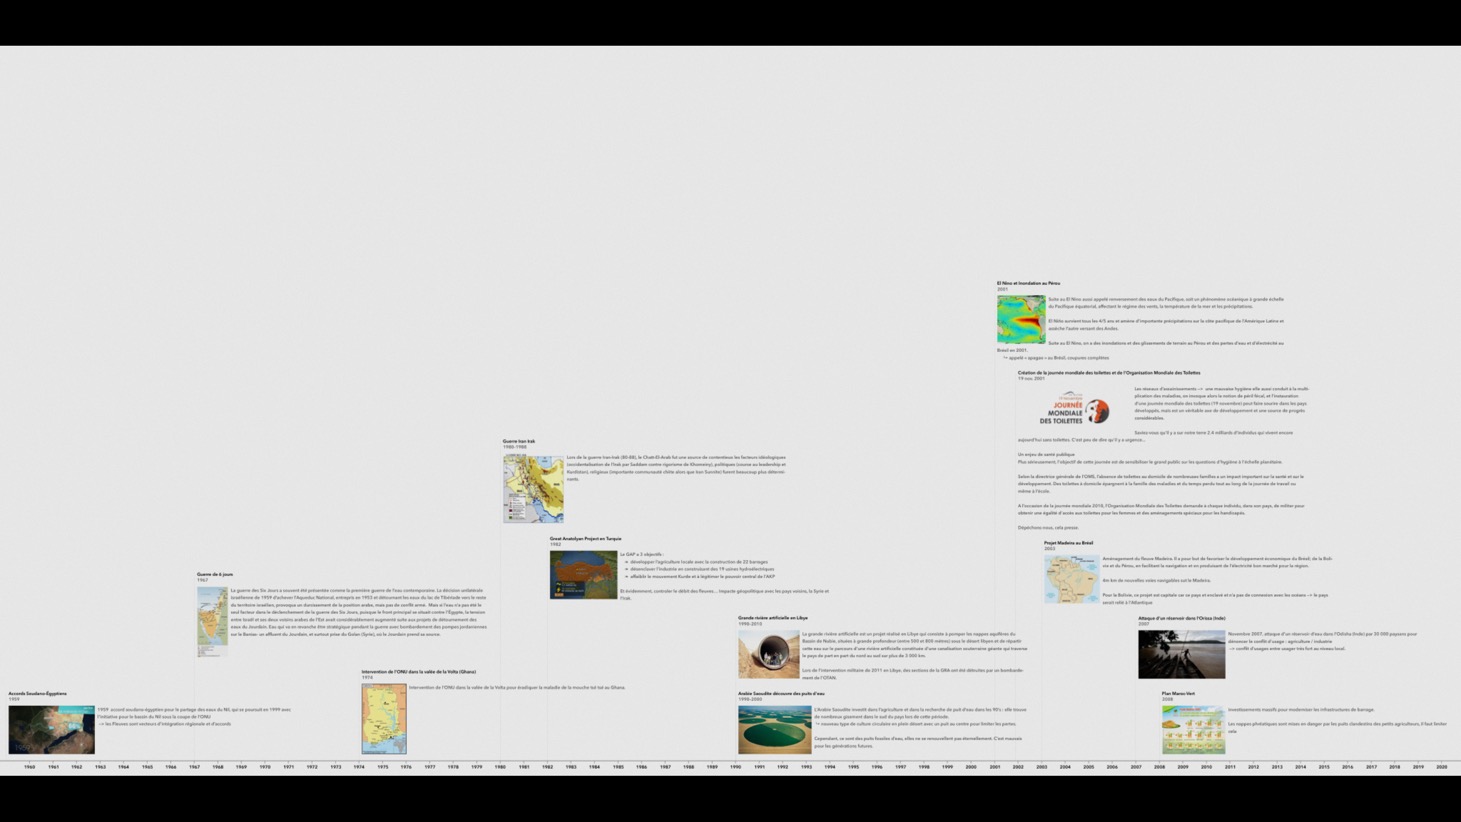 El Nino et Inondation au Pérou
2001
Suite au El Nino aussi appelé renversement des eaux du Pacifique, est un phénomène océanique à grande échelle
du Pacifique équatorial, affectant le régime des vents, la température de la mer et les précipitations.
El Niño survient tous les 4/5 ans et amène d'importante précipitations sur la côte pacifique de l'Amérique Latine et
assèche l'autre versant des Andes.
Suite au El Nino, on a des inondations et des glissements de terrain au Pérou et des pertes d'eau et d'électricité au
Brésil en 2001.
appelé « apagao » au Brésil, coupures complètes
Création de la journée mondiale des toilettes et de l'Organisation Mondiale des Toilettes
19 nov. 2001
19 novembre
JOURNÉE
MONDIALE
DES TOILETTES
Les réseaux d'assainissements --> une mauvaise hygiène elle aussi conduit à la multi-
plication des maladies, on invoque alors la notion de péril fécal, et l'instauration
d'une journée mondiale des toilettes (19 novembre) peut faire sourire dans les pays
développés, mais est un véritable axe de développement et une source de progrès
considérables.
Saviez-vous qu'il y a sur notre terre 2.4 milliards d'individus qui vivent encore
aujourd'hui sans toilettes. C'est peu de dire qu'il y a urgence...
Un enjeu de santé publique
Plus sérieusement, l'objectif de cette journée est de sensibiliser le grand public sur les questions d'hygiène à l'échelle planétaire.
Selon la directrice générale de l'OMS, l'absence de toilettes au domicile de nombreuses familles a un impact important sur la santé et sur le
développement. Des toilettes à domicile épargnent à la famille des maladies et du temps perdu tout au long de la journée de travail ou
même à l'école.
A l'occasion de la journée mondiale 2010, l'Organisation Mondiale des Toilettes demande à chaque individu, dans son pays, de militer pour
obtenir une égalité d'accès aux toilettes pour les femmes et des aménagements spéciaux pour les handicapés.
Dépêchons nous, cela presse
Guerre Iran Irak
1980-1988
Lors de la guerre Iran-Irak (80-88), le Chatt-El-Arab fut une source de contentieux les facteurs idéologiques
(occidentalisation de l'Irak par Saddam contre rigorisme de Khomeiny), politiques (course au leadership et
Kurdistan), religieux (importante communauté chiite alors que Iran Sunnite) furent beaucoup plus détermi-
nants.
Great Anatolyan Project en Turquie
1982
Le GAP a 3 objectifs :
développer l'agriculture locale avec la construction de 22 barrages
désenclaver l'industrie en construisant des 19 usines hydroélectriques
affaiblir le mouvement Kurde et à légitimer le pouvoir central de l'AKP
Et évidemment, controler le débit des fleuves... impacte géopolitique avec les pays voisins, la Syrie et
l'Irak.
Projet Madeira au Brésil
2003
Aménagement du fleuve Madeira. Il a pour but de favoriser le développement économique du Brésil, de la Boli-
vie et du Pérou, en facilitant la navigation et en produisant de l'électricité bon marché pour la région.
4m km de nouvelles voies navigables est le Madeira.
Pour la Bolivie, un projet est capitale car ce pays et enclavé et n'a pas de connexion avec les océans --> le pays
serait relié à l'Atlantique
Guerre de 6 jours
1967
La guerre des Six Jours a souvent été présentée comme la première guerre de l'eau contemporaine. La décision unilatérale
israélienne de 1959 d'achever l'Aqueduc National, entrepris en 1953 et détournant les eaux du lac de Tibériade vers le reste
du territoire israélien, provoque un durcissement de la position arabe, mais pas de conflit armé. Mais si l'eau n'a pas été le
seul facteur dans le déclenchement de la guerre des Six Jours, puisque le front principal se situait contre l'Égypte, la tension
entre Israël et ses deux voisins arabes de l'Est avait considérablement augmenté suite aux projets de détournement des
eaux du Jourdain. Eau qui va en revanche être stratégique pendant la guerre avec bombardement des pompes jordaniennes
sur le Banias- un affluent du Jourdain, et surtout prise du Golan (Syrie), où le Jourdain prend sa source.
Grande rivière artificielle en Libye
1990-2013
La grande rivière artificielle est un projet réalisé en Libye qui consiste à pomper les nappes aquifères du
Bassin de Nubie, situées à grande profondeur (entre 500 et 800 mètres) sous le désert libyen et de répartir
cette eau sur le parcours d'une rivière artificielle constituée d'une canalisation souterraine géante qui traverse
le pays de part en part du nord au sud sur plus de 3 000 km.
Lors de l'intervention militaire de 2011 en Libye, des sections de la GRA ont été détruites par un bombarde-
ment de l'OTAN.
Attaque d'un réservoir dans l'Orissa (Inde)
2007
Novembre 2007, attaque d'un réservoir d'eau dans l'Odisha (Inde) par 30 000 paysans pour
dénoncer le conflit d'usage : agriculture / industrie
--> conflit d'usages entre usager très fort au niveau local.
Intervention de l'ONU dans la vallée de la Volta (Ghana)
1974
Intervention de l'ONU dans la vallée de la Volta pour éradiquer la maladie de la mouche tsé-tsé au Ghana.
Accords Soudano-Égyptiens
1959
1959
1959 accord soudano-égyptien pour le partage des eaux du NIL qui se poursuit en 1999 avec
l'initiative pour le bassin du Nil sous la coupe de l'ONU
--> les fleuves sont vecteurs d'intégration régionale et d'accords.
Arabie Saoudite découvre des puits d'eau
1990-2005
L'Arabie Saoudite investit dans l'agriculture et dans la recherche de puit d'eau dans les 90's : elle trouve
de nombreux gisement dans le sud du pays lors de cette période.
nouveau type de culture circulaire en plein désert avec un puit au centre pour limiter les pertes.
Cependant, ce sont des puits fossiles d'eau, elles ne se renouvellent pas éternellement. C'est mauvais
pour les générations futures.
Plan Maroc-Vert
2008
Investissements massifs pour moderniser les infrastructures de barrage.
Les nappes phréatiques sont mises en danger par les puits clandestins des petits agriculteurs, il faut limiter
cela
1960 1961 1962 1963 1964 1965 1966 1967 1968 1969 1970 1971 1972 1973 1974 1975 1976 1977 1978 1979 1980 1981 1982 1983 1984 1985 1986 1987 1988 1989 1990 1991 1992 1993 1994 1995 1996 1997 1998 1999 2000 2001 2002 2003 2004 2005 2006 2007 2008 2009 2010 2011 2012 2013 2014 2015 2016 2017 2018 2019 2020